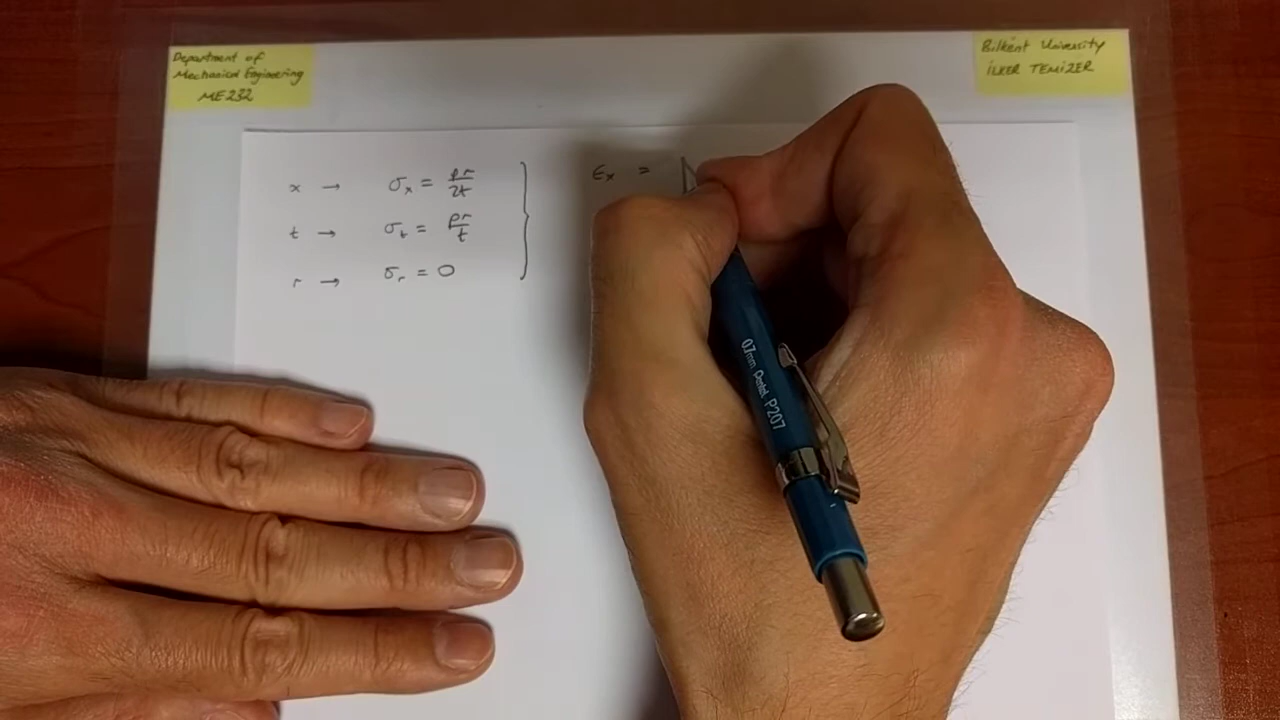 Department of
Mechanical Engineering
ME232
Bilkent University
İLKER TEMİZER
x → σₓ = pr/2t
t → σₜ = pr/t
r → σᵣ = 0
εₓ =
0.7mm Pentel P207